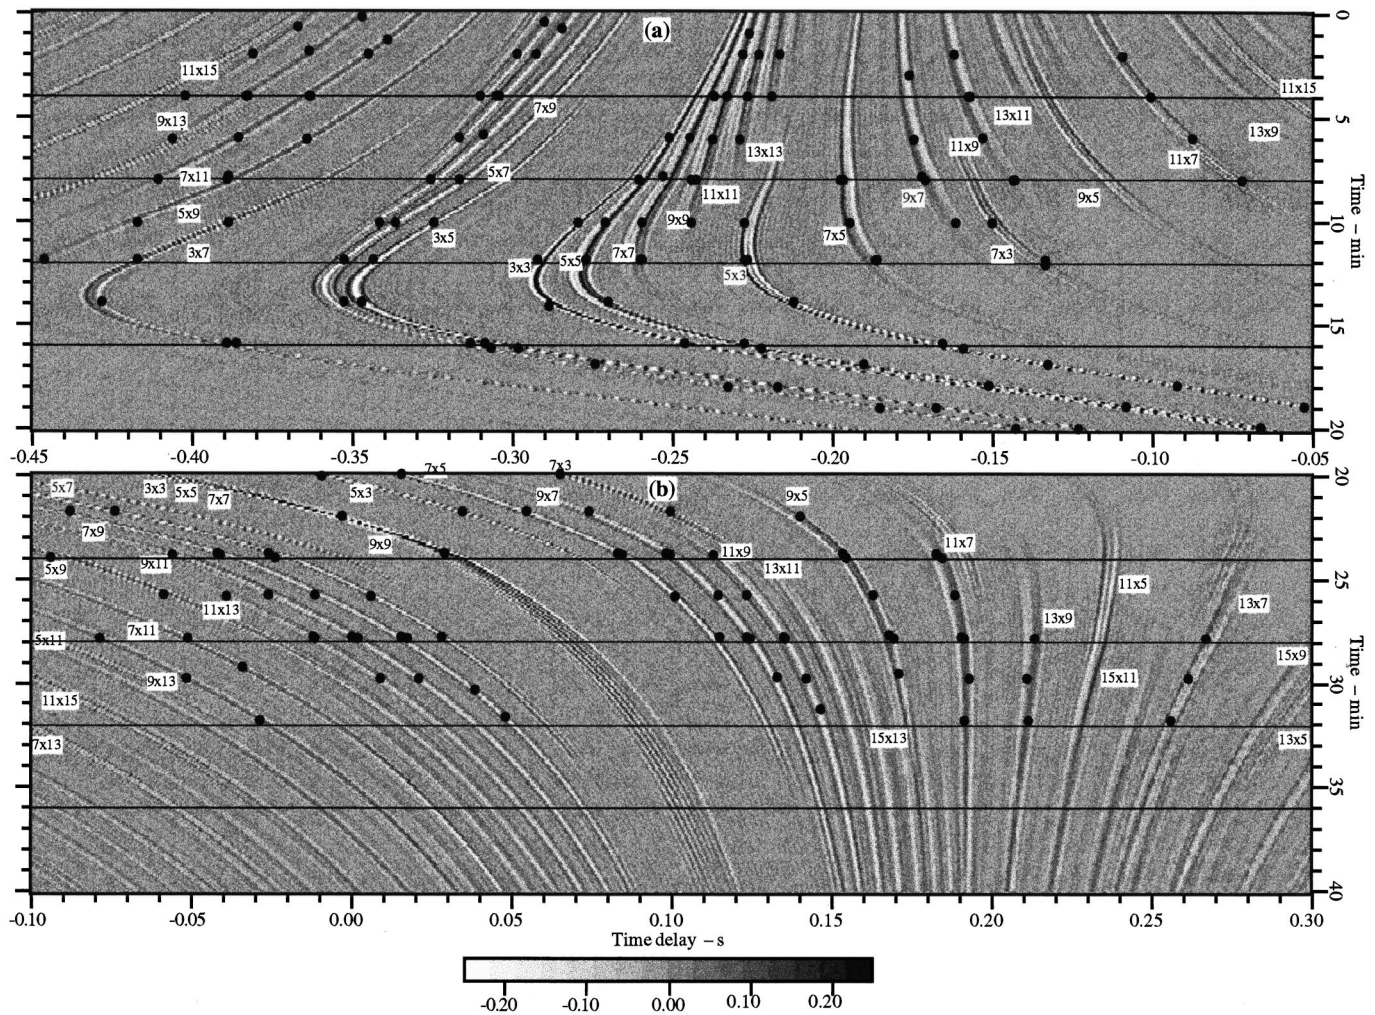 (a)
0
11x15
11x15
7x9
9x13
13x11
13x9
5
13x13
11x9
11x7
7x11
5x7
11x11
9x7
9x5
5x9
9x9
10
3x5
7x5
3x7
7x7
7x3
3x3
5x5
5x3
Time – min
15
20
-0.45
-0.40
-0.35
-0.30
-0.25
-0.20
-0.15
-0.10
-0.05
7x5
7x3
20
5x7
3x3
5x5
7x7
5x3
9x7
(b)
9x5
7x9
9x9
11x9
11x7
5x9
9x11
13x11
11x5
25
11x13
13x7
13x9
5x11
7x11
15x9
9x13
15x11
30
11x15
15x13
13x5
7x13
Time – min
35
40
-0.10
-0.05
0.00
0.05
0.10
0.15
0.20
0.25
0.30
Time delay – s
-0.20
-0.10
0.00
0.10
0.20